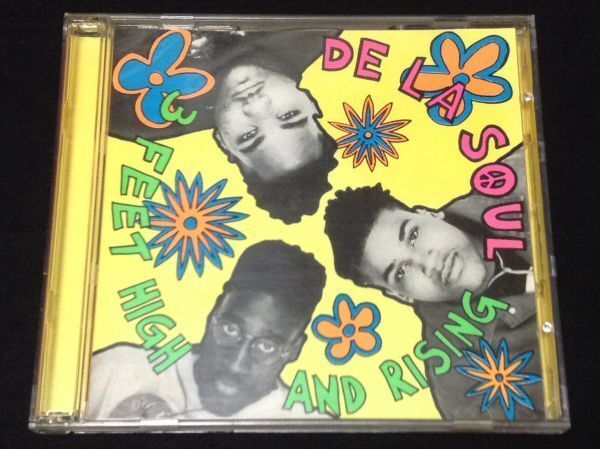 DE LA SOUL
3 FEET HIGH
AND RISING